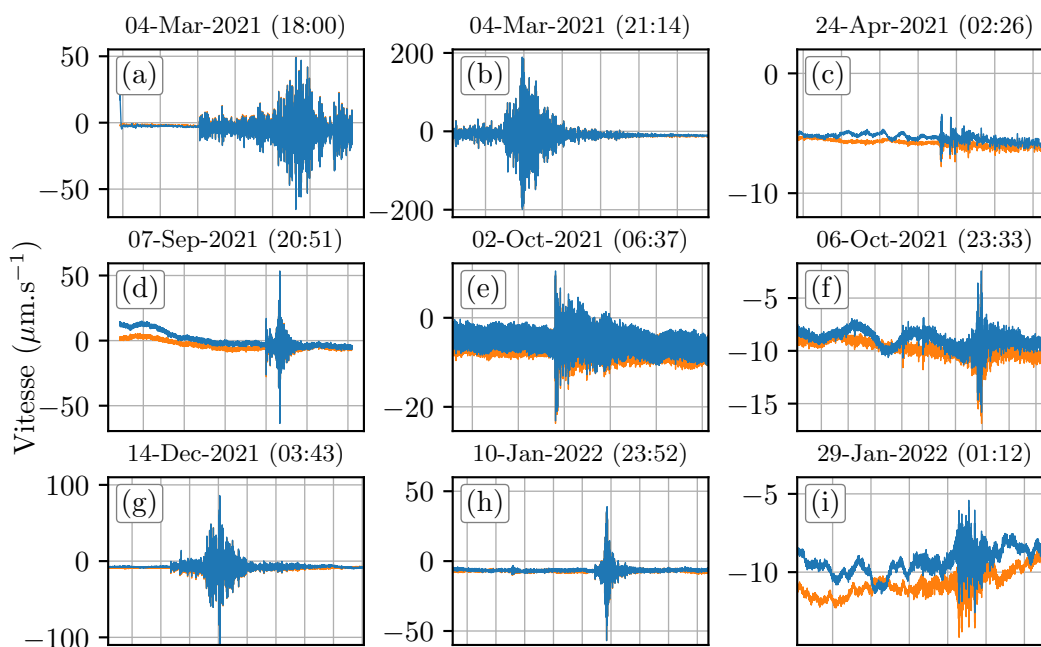 04-Mar-2021 (18:00) 04-Mar-2021 (21:14) 24-Apr-2021 (02:26)
50 0 −50 (a)
200 0 −200 (b)
0 −10 (c)
07-Sep-2021 (20:51) 02-Oct-2021 (06:37) 06-Oct-2021 (23:33)
50 0 −50 (d)
0 −20 (e)
−5 −10 −15 (f)
Vitesse (μm.s⁻¹)
14-Dec-2021 (03:43) 10-Jan-2022 (23:52) 29-Jan-2022 (01:12)
100 0 −100 (g)
50 0 −50 (h)
−5 −10 (i)